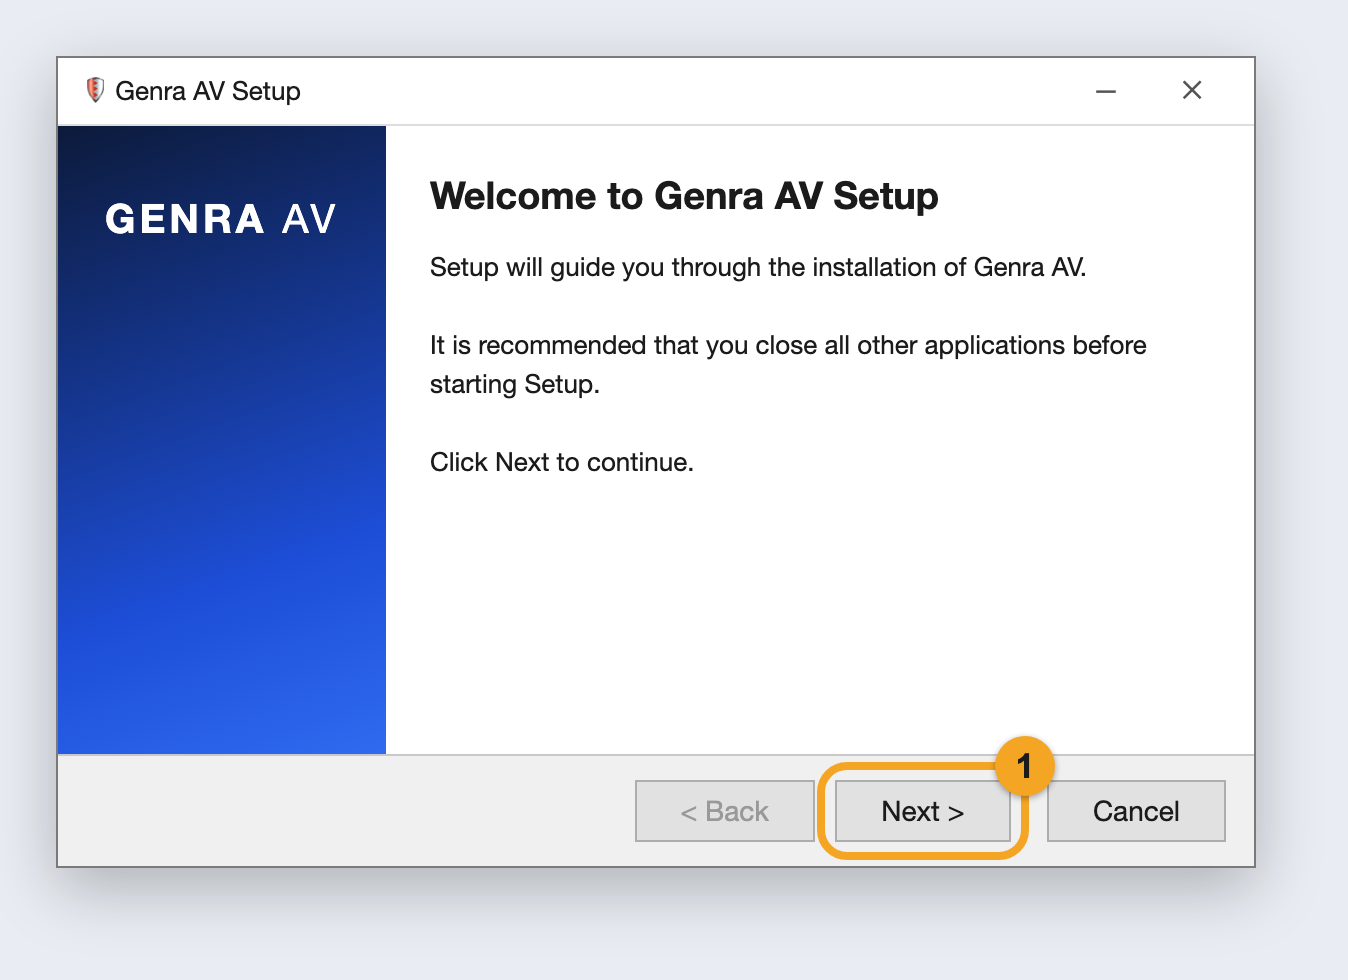 Genra AV Setup
GENRA AV
Welcome to Genra AV Setup
Setup will guide you through the installation of Genra AV.
It is recommended that you close all other applications before
starting Setup.
Click Next to continue.
1
< Back
Next >
Cancel